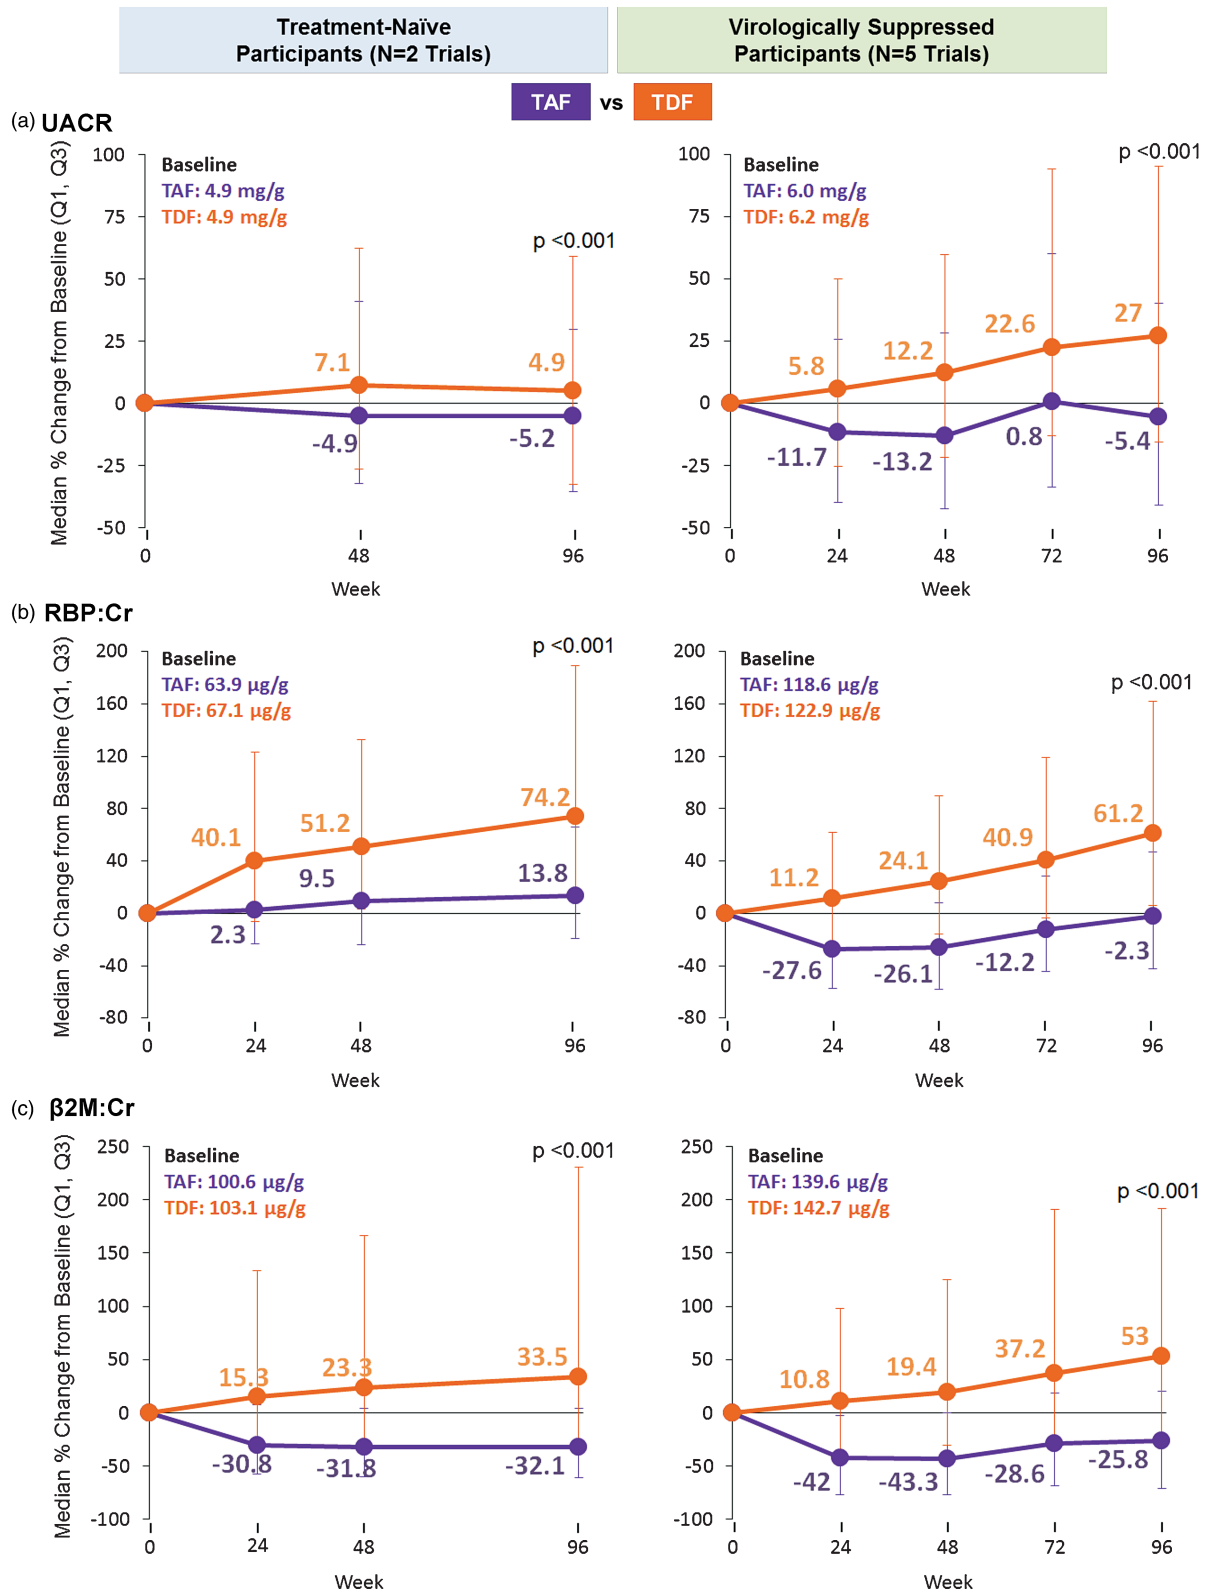 Treatment-Naïve
Participants (N=2 Trials)
Virologically Suppressed
Participants (N=5 Trials)
TAF vs TDF
(a) UACR
Median % Change from Baseline (Q1, Q3)
100
75
50
25
0
-25
-50
Baseline
TAF: 4.9 mg/g
TDF: 4.9 mg/g
p <0.001
7.1
4.9
-4.9
-5.2
0 48 96
Week
100
75
50
25
0
-25
-50
Baseline
TAF: 6.0 mg/g
TDF: 6.2 mg/g
p <0.001
5.8
12.2
22.6
27
-11.7
-13.2
0.8
-5.4
0 24 48 72 96
Week
(b) RBP:Cr
Median % Change from Baseline (Q1, Q3)
200
160
120
80
40
0
-40
-80
Baseline
TAF: 63.9 µg/g
TDF: 67.1 µg/g
p <0.001
40.1
51.2
74.2
2.3
9.5
13.8
0 24 48 96
Week
200
160
120
80
40
0
-40
-80
Baseline
TAF: 118.6 µg/g
TDF: 122.9 µg/g
p <0.001
11.2
24.1
40.9
61.2
-27.6
-26.1
-12.2
-2.3
0 24 48 72 96
Week
(c) β2M:Cr
Median % Change from Baseline (Q1, Q3)
250
200
150
100
50
0
-50
-100
Baseline
TAF: 100.6 µg/g
TDF: 103.1 µg/g
p <0.001
15.3
23.3
33.5
-30.8
-31.8
-32.1
0 24 48 96
Week
250
200
150
100
50
0
-50
-100
Baseline
TAF: 139.6 µg/g
TDF: 142.7 µg/g
p <0.001
10.8
19.4
37.2
53
-42
-43.3
-28.6
-25.8
0 24 48 72 96
Week